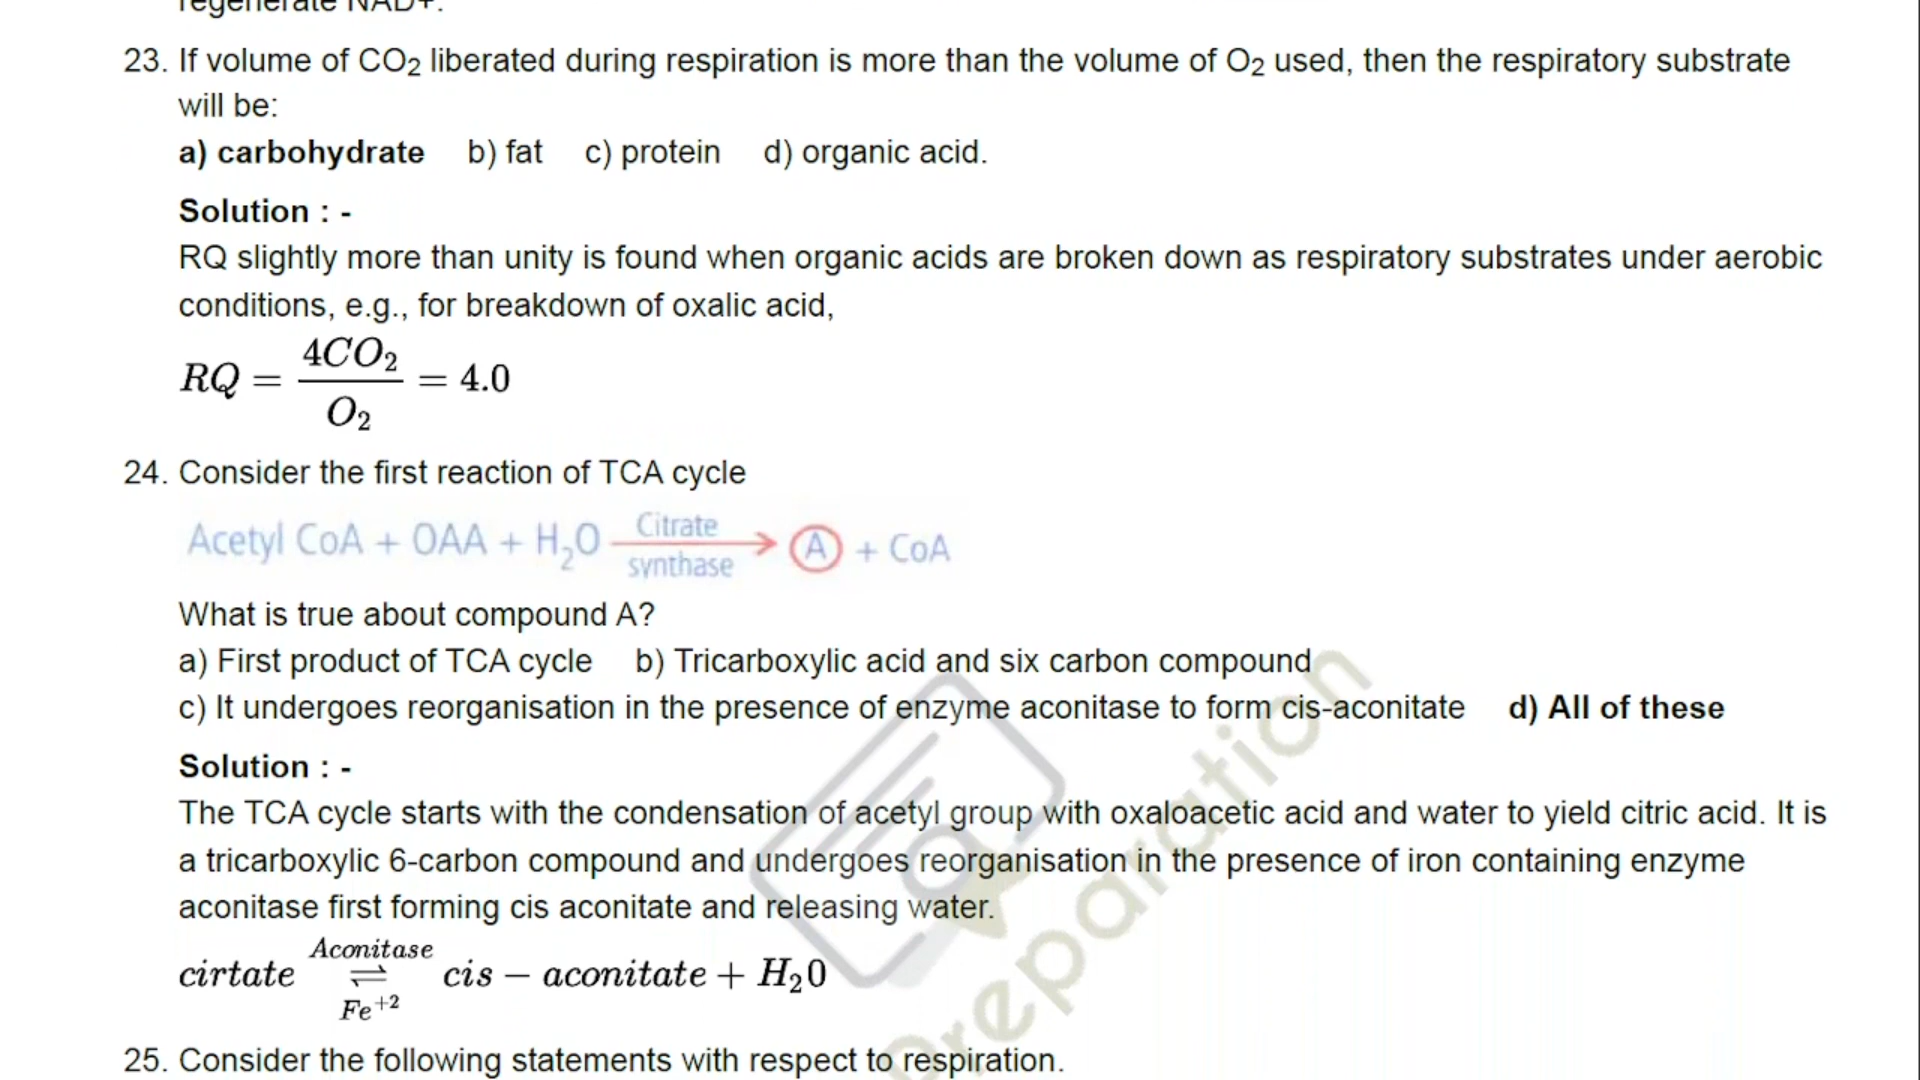 regenerate NAD+.
23. If volume of CO₂ liberated during respiration is more than the volume of O₂ used, then the respiratory substrate
will be:
a) carbohydrate b) fat c) protein d) organic acid.
Solution : -
RQ slightly more than unity is found when organic acids are broken down as respiratory substrates under aerobic
conditions, e.g., for breakdown of oxalic acid,
RQ = 4CO₂ / O₂ = 4.0
24. Consider the first reaction of TCA cycle
Acetyl CoA + OAA + H₂O Citrate synthase → A + CoA
What is true about compound A?
a) First product of TCA cycle b) Tricarboxylic acid and six carbon compound
c) It undergoes reorganisation in the presence of enzyme aconitase to form cis-aconitate d) All of these
Solution : -
The TCA cycle starts with the condensation of acetyl group with oxaloacetic acid and water to yield citric acid. It is
a tricarboxylic 6-carbon compound and undergoes reorganisation in the presence of iron containing enzyme
aconitase first forming cis aconitate and releasing water.
cirtate Aconitase ⇌ Fe⁺² cis − aconitate + H₂0
25. Consider the following statements with respect to respiration.
Preparation